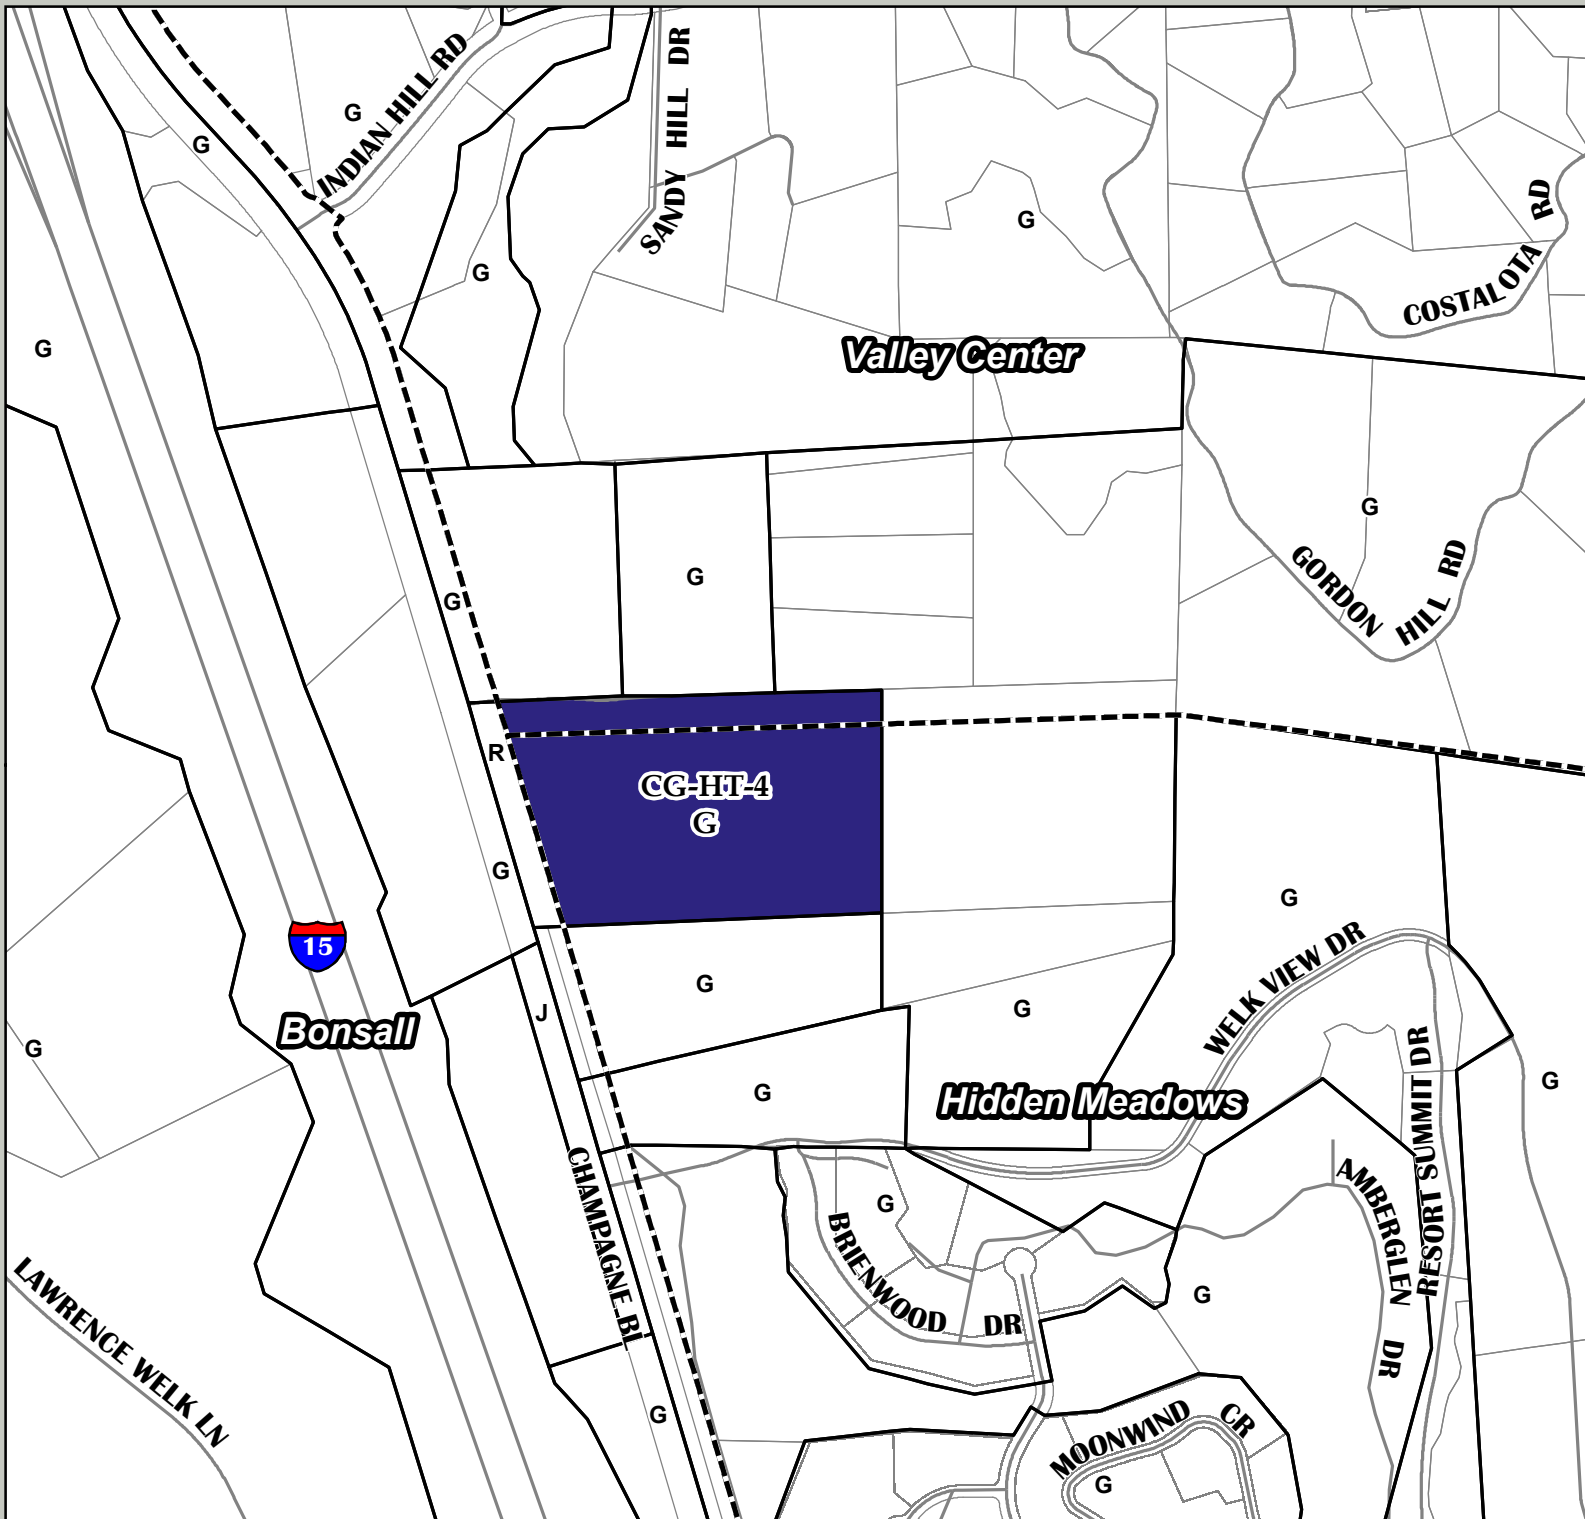 INDIAN HILL RD
SANDY HILL DR
G
G
G
G
COSTALOTA RD
G
Valley Center
G
G
G
GORDON HILL RD
R
CG-HT-4
G
G
G
WELK VIEW DR
15
G
J
G
Bonsall
G
G
G
Hidden Meadows
RESORT SUMMIT DR
CHAMPAGNE BL
AMBERGLEN DR
G
BRIENWOOD DR
G
LAWRENCE WELK LN
G
MOONWIND CR
G